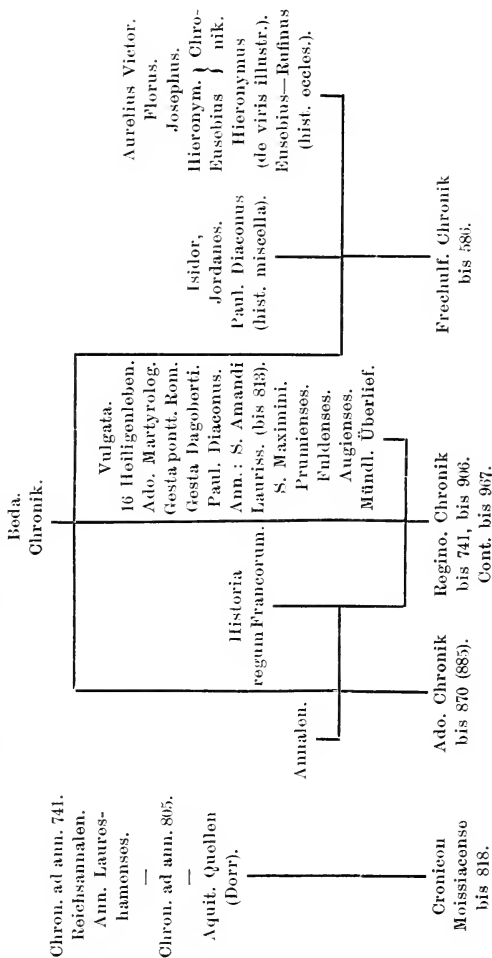 Chron. ad ann. 741.
Reichsannalen.
Ann. Laures-
hamenses.
—
Chron. ad ann. 805.
—
Aquit. Quellen
(Dorr).
Cronicon
Moissiacense
bis 818.
Beda.
Chronik.
Annalen.
Historia
regum Francorum.
Ado. Chronik
bis 870 (885).
Vulgata.
16 Heiligenleben.
Ado. Martyrolog.
Gesta pontt. Rom.
Gesta Dagoberti.
Paul. Diaconus.
Ann.: S. Amandi
Lauriss. (bis 813).
S. Maximini.
Prumienses.
Fuldenses.
Augienses.
Mündl. Überlief.
Regino. Chronik
bis 741, bis 906.
Cont. bis 967.
Isidor,
Jordanes.
Paul. Diaconus
(hist. miscella).
Aurelius Victor.
Florus.
Josephus.
Hieronym. } Chro-
Eusebius } nik.
Hieronymus
(de viris illustr.).
Eusebius—Rufinus
(hist. eccles.).
Frechulf. Chronik
bis 586.